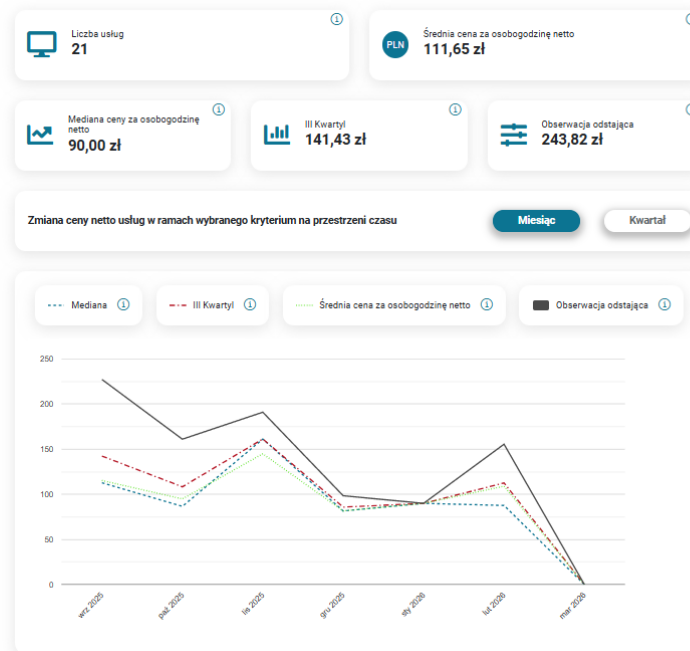 Liczba usług
21
PLN
Średnia cena za osobogodzinę netto
111,65 zł
Mediana ceny za osobogodzinę
netto
90,00 zł
III Kwartyl
141,43 zł
Obserwacja odstająca
243,82 zł
Zmiana ceny netto usług w ramach wybranego kryterium na przestrzeni czasu
Miesiąc
Kwartał
Mediana
III Kwartyl
Średnia cena za osobogodzinę netto
Obserwacja odstająca
250
200
150
100
50
0
wrz 2025
paź 2025
lis 2025
gru 2025
sty 2026
lut 2026
mar 2026